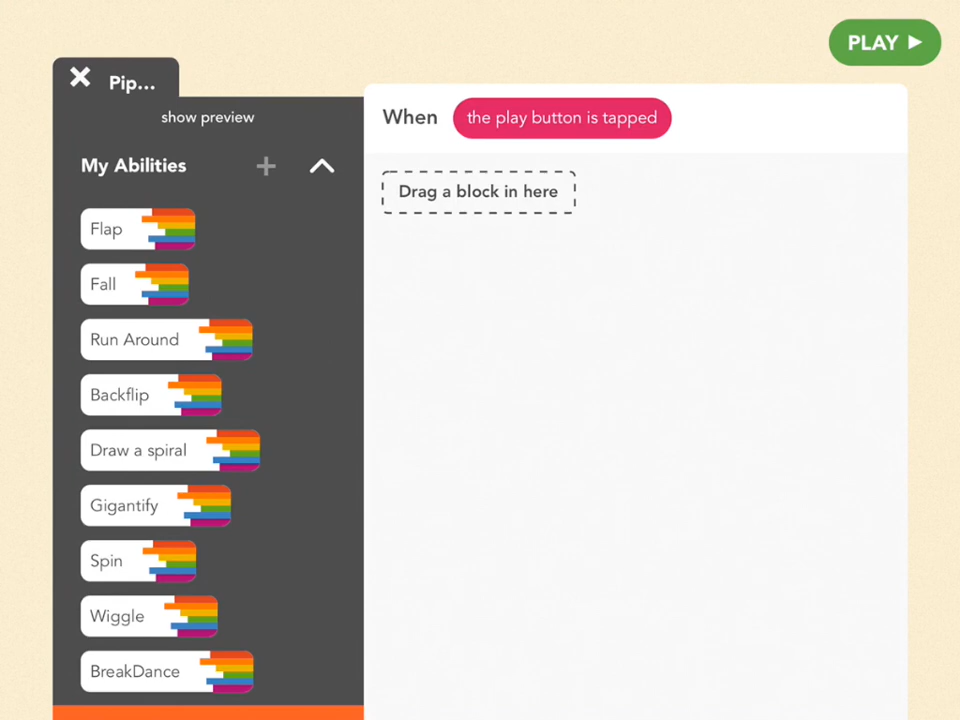 PLAY
Pip...
show preview
When the play button is tapped
My Abilities
Drag a block in here
Flap
Fall
Run Around
Backflip
Draw a spiral
Gigantify
Spin
Wiggle
BreakDance